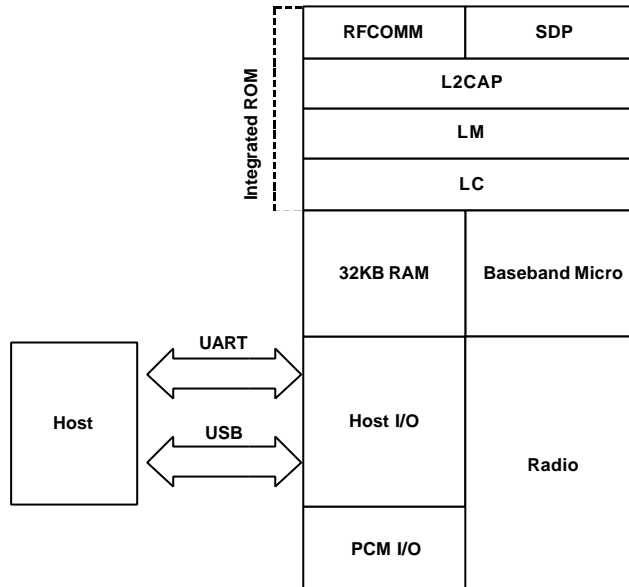 RFCOMM
SDP
L2CAP
LM
LC
Integrated ROM
32KB RAM
Baseband Micro
UART
Host
USB
Host I/O
Radio
PCM I/O